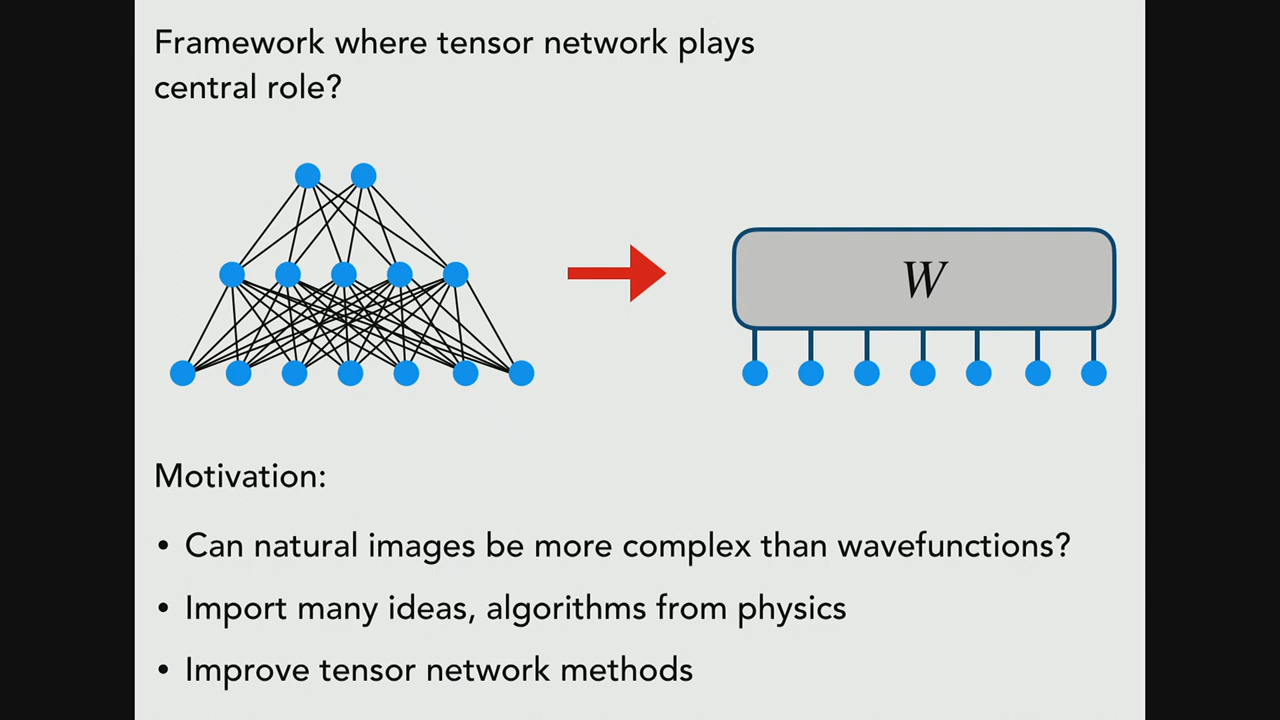 Framework where tensor network plays
central role?
W
Motivation:
• Can natural images be more complex than wavefunctions?
• Import many ideas, algorithms from physics
• Improve tensor network methods